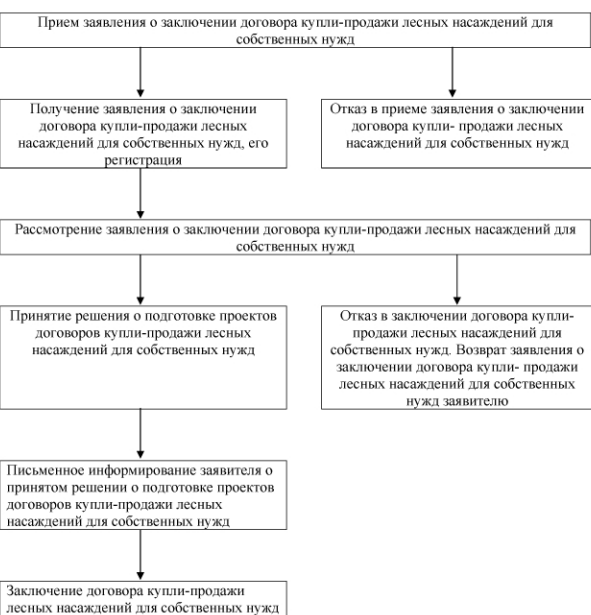 Прием заявления о заключении договора купли-продажи лесных насаждений для
собственных нужд
Получение заявления о заключении
договора купли-продажи лесных
насаждений для собственных нужд, его
регистрация
Отказ в приеме заявления о заключении
договора купли- продажи лесных
насаждений для собственных нужд
Рассмотрение заявления о заключении договора купли-продажи лесных насаждений для
собственных нужд
Принятие решения о подготовке проектов
договоров купли-продажи лесных
насаждений для собственных нужд
Отказ в заключении договора купли-
продажи лесных насаждений для
собственных нужд. Возврат заявления о
заключении договора купли- продажи
лесных насаждений для собственных
нужд заявителю
Письменное информирование заявителя о
принятом решении о подготовке проектов
договоров купли-продажи лесных
насаждений для собственных нужд
Заключение договора купли-продажи
лесных насаждений для собственных нужд